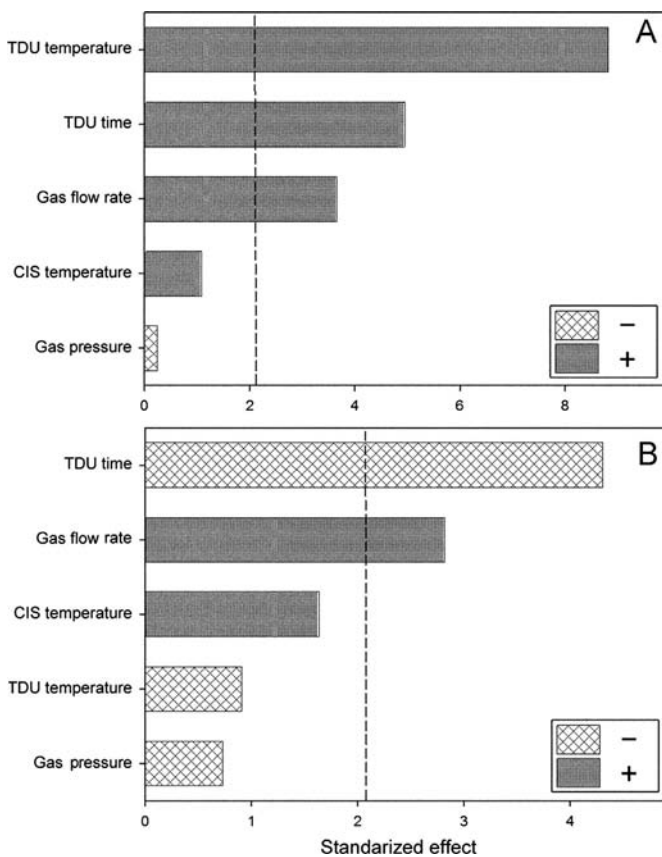 A
TDU temperature
TDU time
Gas flow rate
CIS temperature
Gas pressure
−
+
0 2 4 6 8
B
TDU time
Gas flow rate
CIS temperature
TDU temperature
Gas pressure
−
+
0 1 2 3 4
Standarized effect